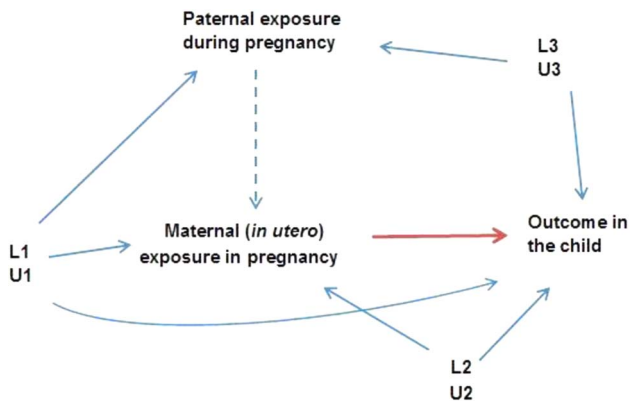 Paternal exposure
during pregnancy
L3
U3
Maternal (in utero)
exposure in pregnancy
Outcome in
the child
L1
U1
L2
U2